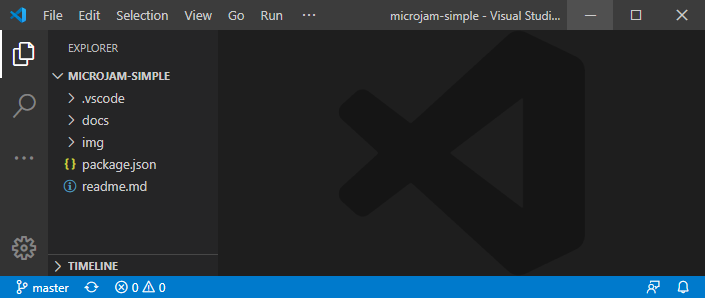 File Edit Selection View Go Run ··· microjam-simple - Visual Studi...
EXPLORER
MICROJAM-SIMPLE
.vscode
docs
img
{} package.json
readme.md
TIMELINE
master 0 0